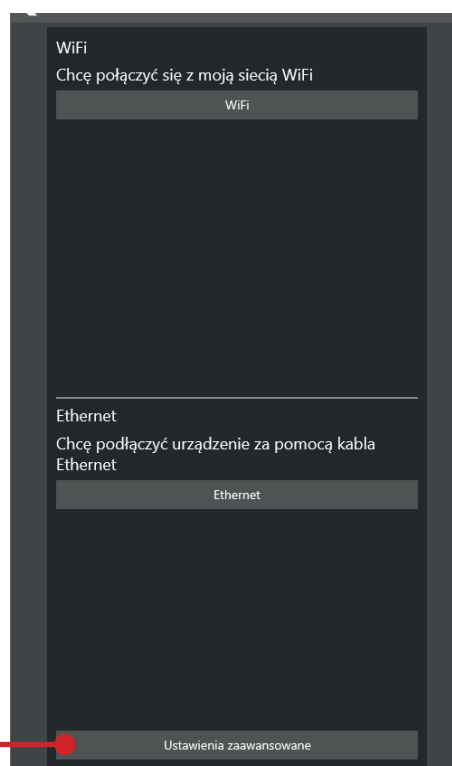 WiFi
Chcę połączyć się z moją siecią WiFi
WiFi
Ethernet
Chcę podłączyć urządzenie za pomocą kabla
Ethernet
Ethernet
Ustawienia zaawansowane